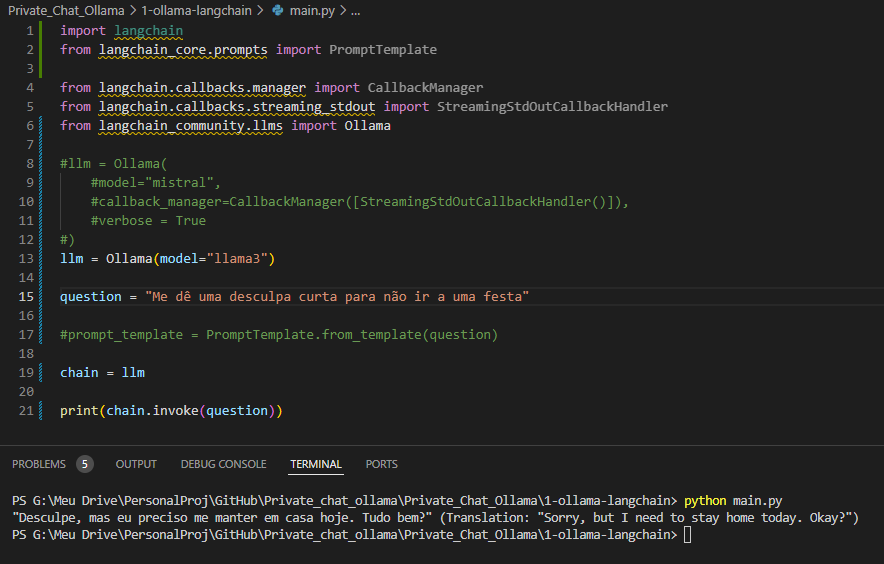 Private_Chat_Ollama > 1-ollama-langchain > main.py > ...
1 import langchain
2 from langchain_core.prompts import PromptTemplate
3
4 from langchain.callbacks.manager import CallbackManager
5 from langchain.callbacks.streaming_stdout import StreamingStdOutCallbackHandler
6 from langchain_community.llms import Ollama
7
8 #llm = Ollama(
9 #model="mistral",
10 #callback_manager=CallbackManager([StreamingStdOutCallbackHandler()]),
11 #verbose = True
12 #)
13 llm = Ollama(model="llama3")
14
15 question = "Me dê uma desculpa curta para não ir a uma festa"
16
17 #prompt_template = PromptTemplate.from_template(question)
18
19 chain = llm
20
21 print(chain.invoke(question))
PROBLEMS 5 OUTPUT DEBUG CONSOLE TERMINAL PORTS
PS G:\Meu Drive\PersonalProj\GitHub\Private_chat_ollama\Private_Chat_Ollama\1-ollama-langchain> python main.py
"Desculpe, mas eu preciso me manter em casa hoje. Tudo bem?" (Translation: "Sorry, but I need to stay home today. Okay?")
PS G:\Meu Drive\PersonalProj\GitHub\Private_chat_ollama\Private_Chat_Ollama\1-ollama-langchain>